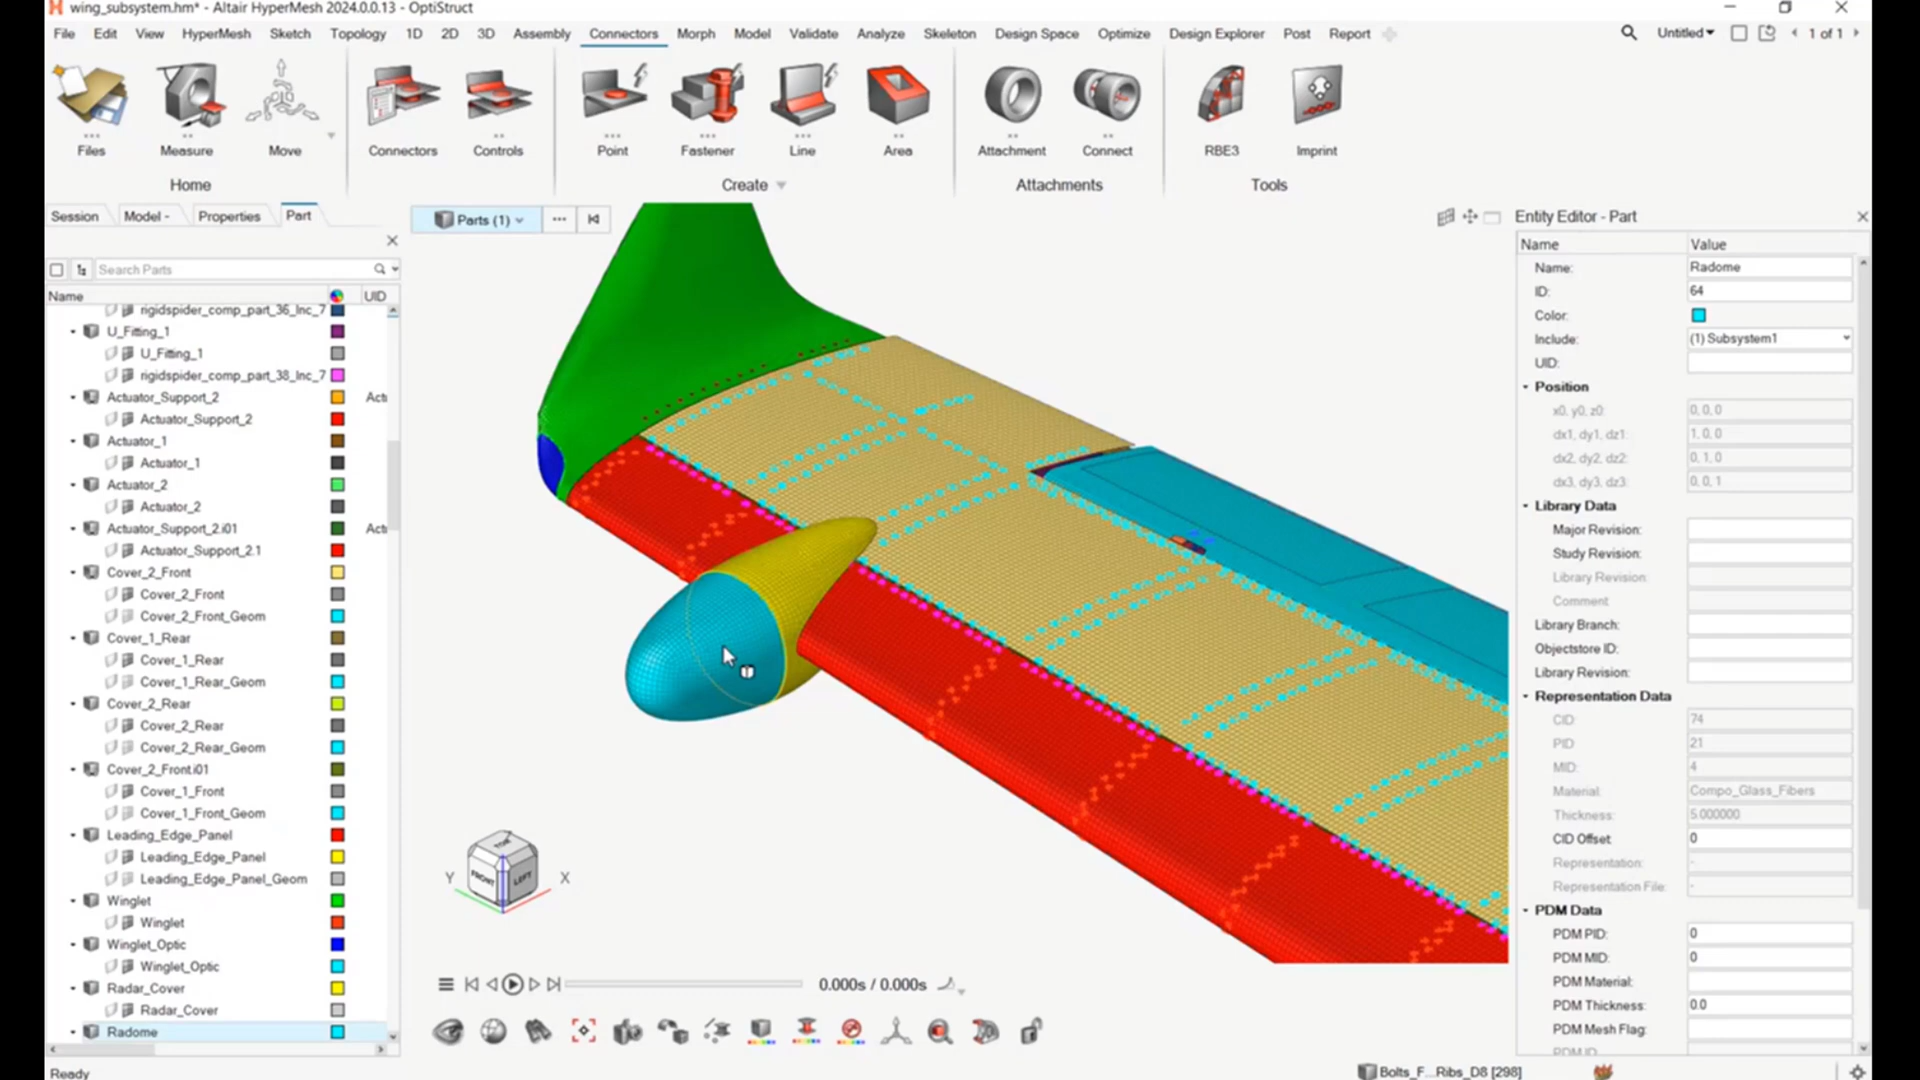 wing_subsystem.hm* - Altair HyperMesh 2024.0.0.13 - OptiStruct
File Edit View HyperMesh Sketch Topology 1D 2D 3D Assembly Connectors Morph Model Validate Analyze Skeleton Design Space Optimize Design Explorer Post Report Untitled 1 of 1
Files Measure Move Connectors Controls Point Fastener Line Area Attachment Connect RBE3 Imprint
Home Create Attachments Tools
Session Model - Properties Part
Parts (1)
Entity Editor - Part
Search Parts
Name UID
rigidspider_comp_part_36_Inc_7
U_Fitting_1
U_Fitting_1
rigidspider_comp_part_38_Inc_7
Actuator_Support_2 Act
Actuator_Support_2
Actuator_1
Actuator_1
Actuator_2
Actuator_2
Actuator_Support_2.i01 Act
Actuator_Support_2.1
Cover_2_Front
Cover_2_Front
Cover_2_Front_Geom
Cover_1_Rear
Cover_1_Rear
Cover_1_Rear_Geom
Cover_2_Rear
Cover_2_Rear
Cover_2_Rear_Geom
Cover_2_Front.i01
Cover_1_Front
Cover_1_Front_Geom
Leading_Edge_Panel
Leading_Edge_Panel
Leading_Edge_Panel_Geom
Winglet
Winglet
Winglet_Optic
Winglet_Optic
Radar_Cover
Radar_Cover
Radome
TOP
FRONT LEFT
Y X
0.000s / 0.000s
Name Value
Name: Radome
ID: 64
Color:
Include: (1) Subsystem1
UID:
Position
x0, y0, z0: 0, 0, 0
dx1, dy1, dz1: 1, 0, 0
dx2, dy2, dz2: 0, 1, 0
dx3, dy3, dz3: 0, 0, 1
Library Data
Major Revision:
Study Revision:
Library Revision:
Comment
Library Branch:
Objectstore ID:
Library Revision:
Representation Data
CID: 74
PID 21
MID: 4
Material: Compo_Glass_Fibers
Thickness: 5.000000
CID Offset: 0
Representation: -
Representation File: -
PDM Data
PDM PID: 0
PDM MID: 0
PDM Material:
PDM Thickness: 0.0
PDM Mesh Flag:
PDM ID
Ready
Bolts_F...Ribs_D8 [298]